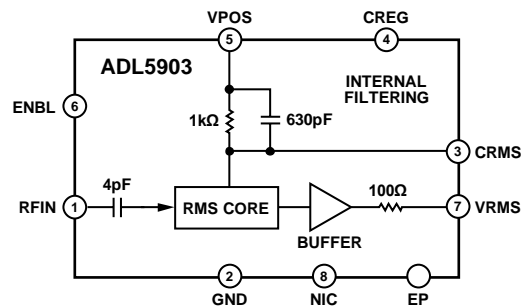 VPOS
CREG
5
4
ADL5903
INTERNAL
FILTERING
ENBL
6
1kΩ
630pF
3
CRMS
4pF
RFIN
1
RMS CORE
100Ω
7
VRMS
BUFFER
2
8
GND
NIC
EP